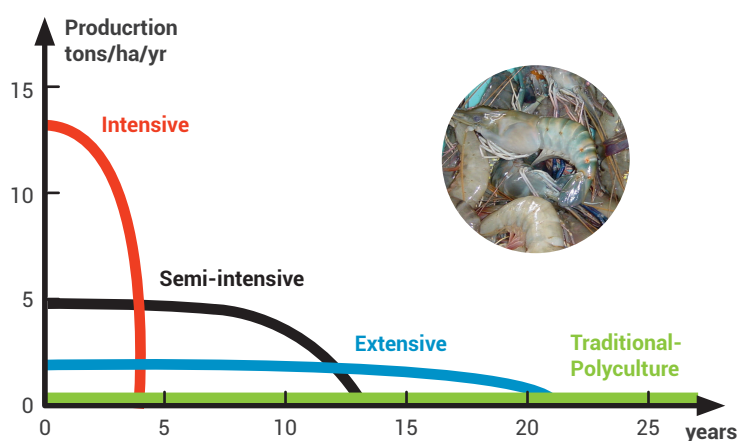 Producrtion
tons/ha/yr
15
Intensive
10
Semi-intensive
5
Extensive
Traditional-
Polyculture
0
0 5 10 15 20 25
years